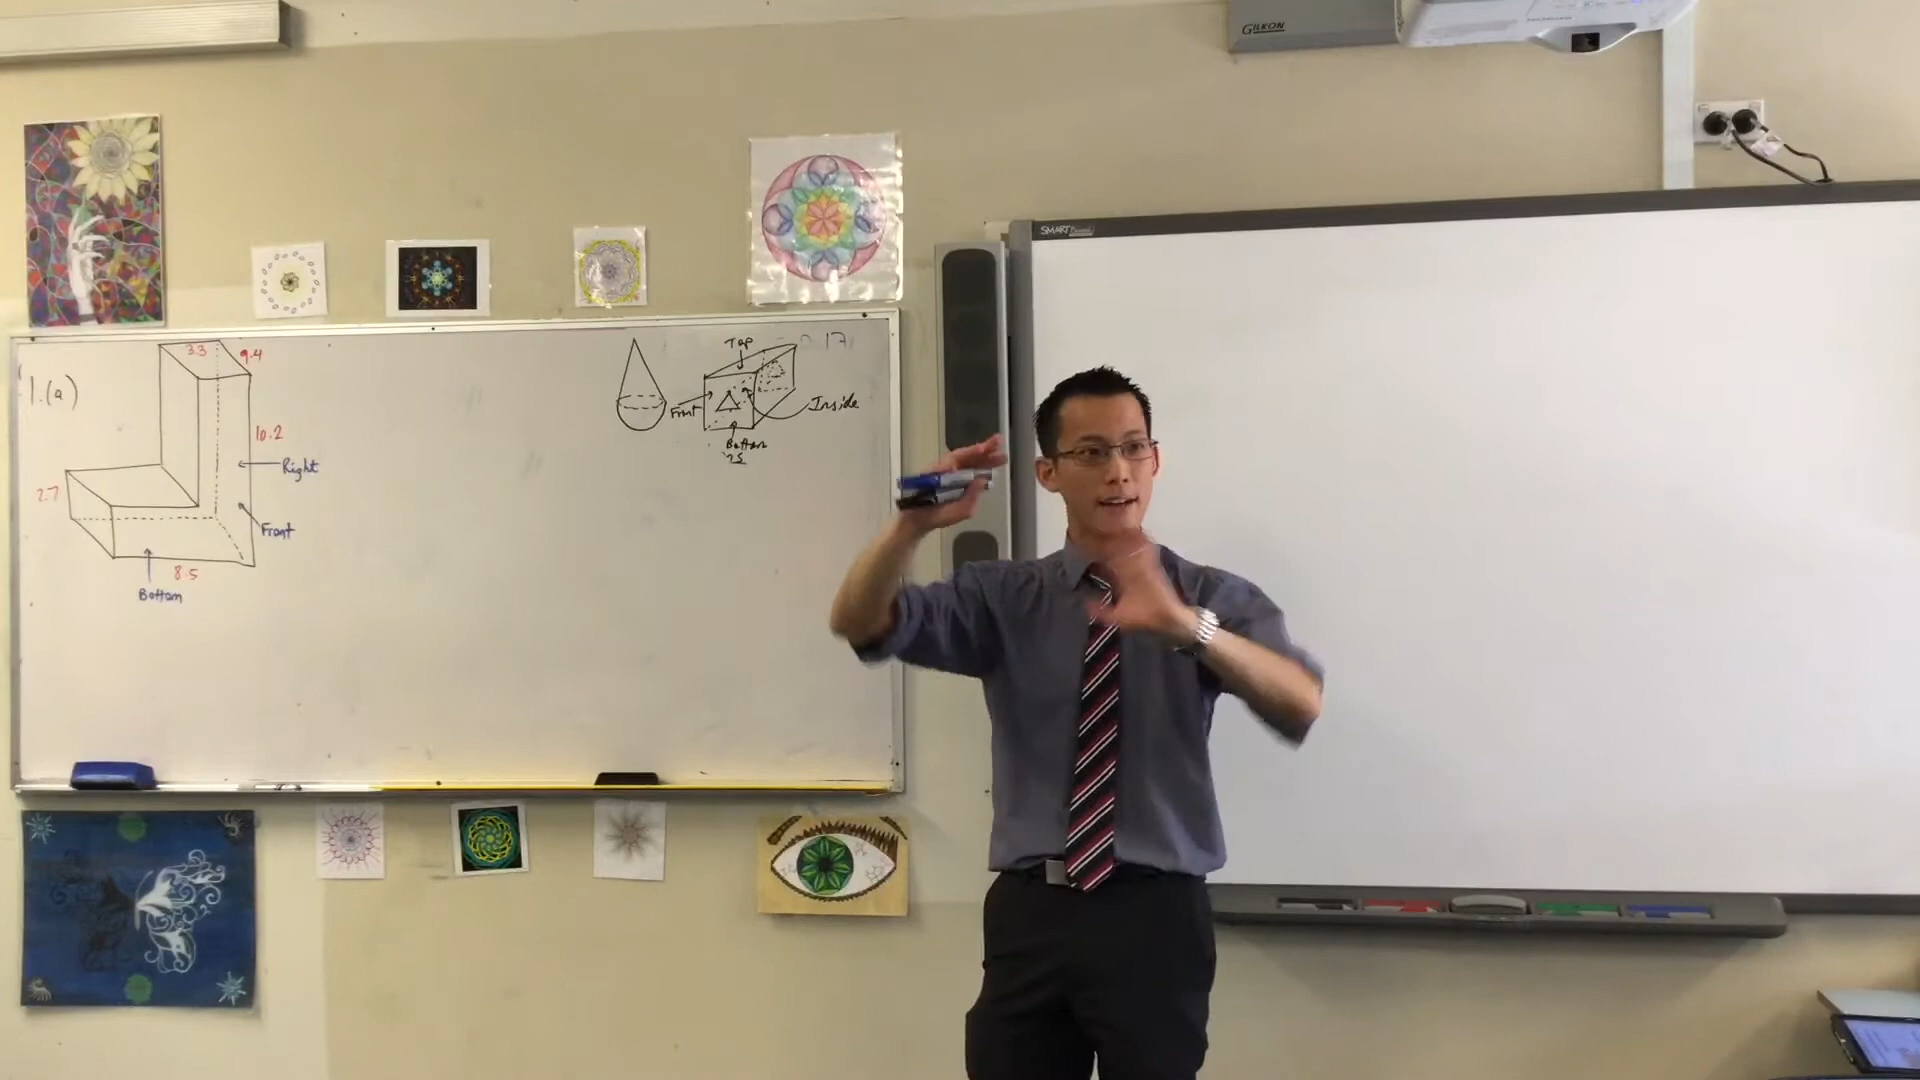 GILKON
SMART
1.(a)
3.3
9.4
10.2
Right
2.7
Front
8.5
Bottom
Top
17
Front
Inside
Bottom